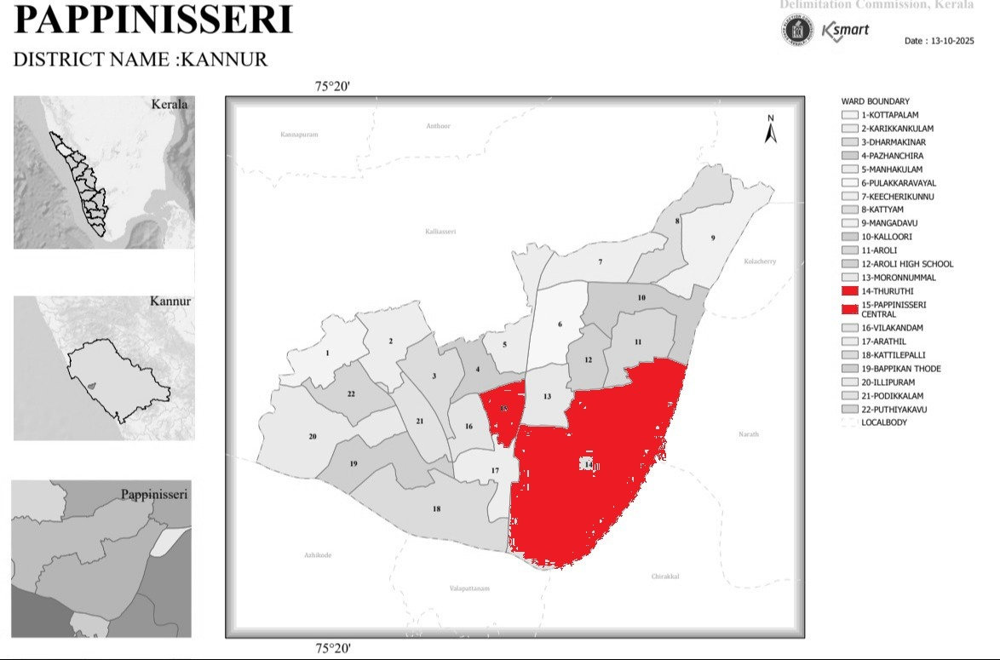 PAPPINISSERI
DISTRICT NAME :KANNUR
Delimitation Commission, Kerala
Ksmart
Date : 13-10-2025
75°20'
Kerala
Kannur
Pappinisseri
N
Kannapuram
Anthoor
Kalliasseri
Kolacherry
Narath
Azhikode
Valapattanam
Chirakkal
8
9
7
10
6
11
5
12
2
1
4
3
13
22
15
16
21
20
19
17
14
18
75°20'
WARD BOUNDARY
1-KOTTAPALAM
2-KARIKKANKULAM
3-DHARMAKINAR
4-PAZHANCHIRA
5-MANHAKULAM
6-PULAKKARAVAYAL
7-KEECHERIKUNNU
8-KATTYAM
9-MANGADAVU
10-KALLOORI
11-AROLI
12-AROLI HIGH SCHOOL
13-MORONNUMMAL
14-THURUTHI
15-PAPPINISSERI
CENTRAL
16-VILAKANDAM
17-ARATHIL
18-KATTILEPALLI
19-BAPPIKAN THODE
20-ILLIPURAM
21-PODIKKALAM
22-PUTHIYAKAVU
LOCALBODY